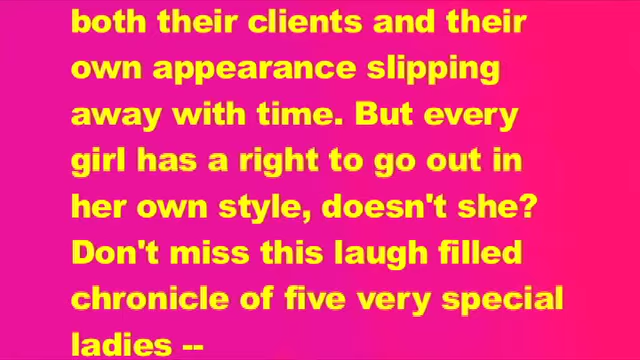 both their clients and their
own appearance slipping
away with time. But every
girl has a right to go out in
her own style, doesn't she?
Don't miss this laugh filled
chronicle of five very special
ladies --